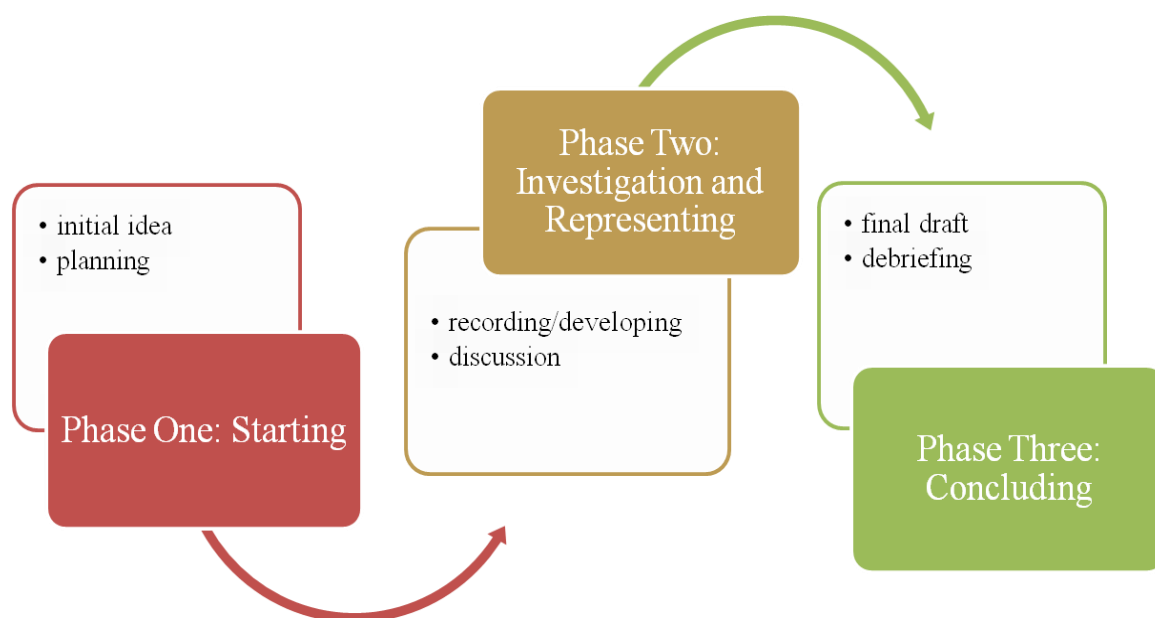 • initial idea
• planning
Phase One: Starting
Phase Two:
Investigation and
Representing
• recording/developing
• discussion
• final draft
• debriefing
Phase Three:
Concluding